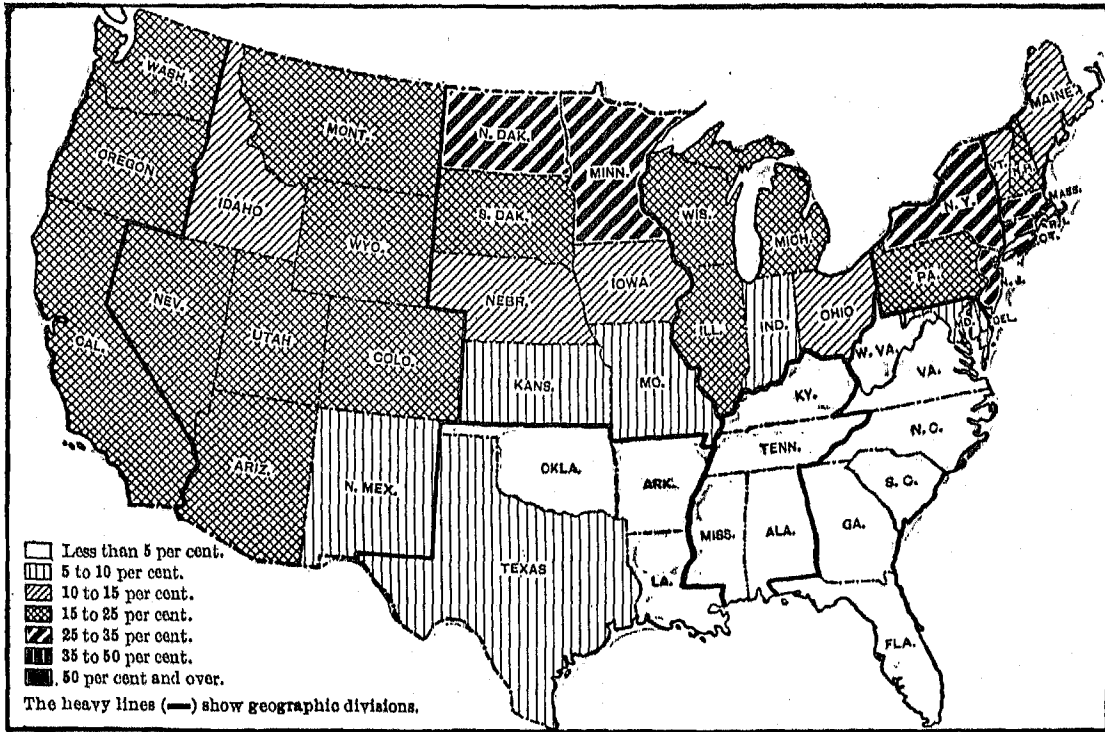 WASH.
MONT.
N. DAK.
MINN.
MAINE.
OREGON
IDAHO
S. DAK.
WIS.
MICH.
VT.
N.H.
MASS.
N.Y.
R.I.
CT.
WYO.
NEBR.
IOWA
PA.
N.J.
NEV.
UTAH
COLO.
ILL.
IND.
OHIO
MD.
DEL.
CAL.
KANS.
MO.
W. VA.
VA.
KY.
ARIZ.
N. MEX.
OKLA.
ARK.
TENN.
N. C.
S. C.
TEXAS
MISS.
ALA.
GA.
LA.
FLA.
Less than 5 per cent.
5 to 10 per cent.
10 to 15 per cent.
15 to 25 per cent.
25 to 35 per cent.
35 to 50 per cent.
50 per cent and over.
The heavy lines (━) show geographic divisions.